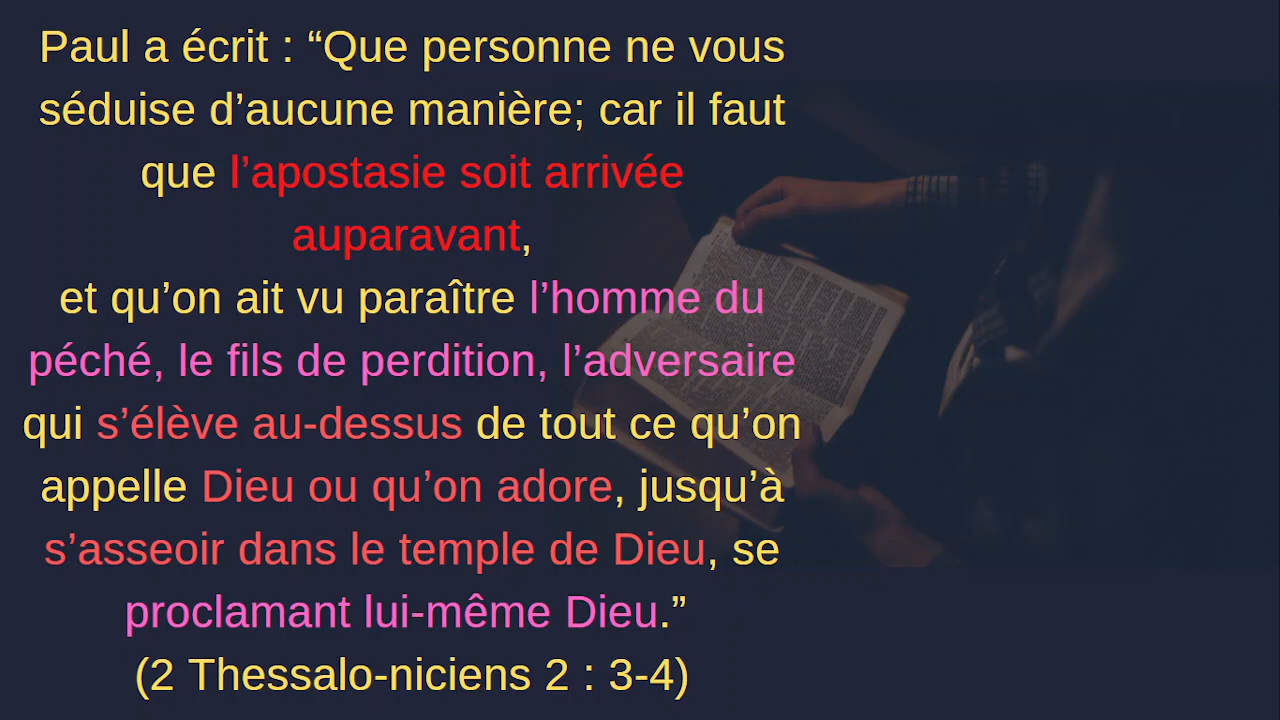 Paul a écrit : “Que personne ne vous
séduise d’aucune manière; car il faut
que l’apostasie soit arrivée
auparavant,
et qu’on ait vu paraître l’homme du
péché, le fils de perdition, l’adversaire
qui s’élève au-dessus de tout ce qu’on
appelle Dieu ou qu’on adore, jusqu’à
s’asseoir dans le temple de Dieu, se
proclamant lui-même Dieu.”
(2 Thessalo-niciens 2 : 3-4)